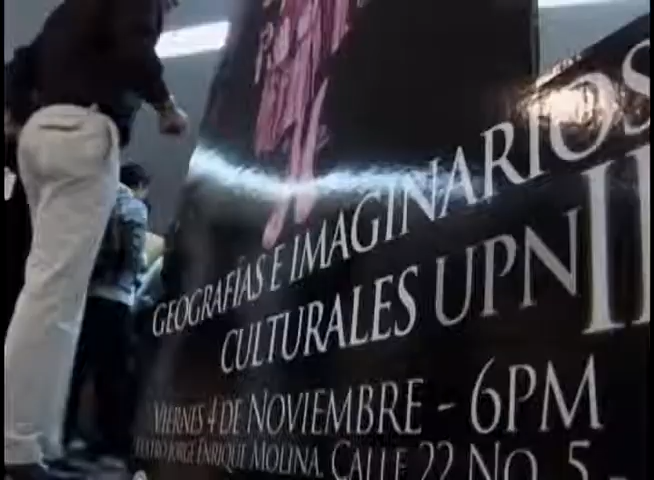 GEOGRAFÍAS E IMAGINARIOS
CULTURALES UPN II
VIERNES 4 DE NOVIEMBRE - 6PM
TEATRO JORGE ENRIQUE MOLINA. CALLE 22 NO. 5 -